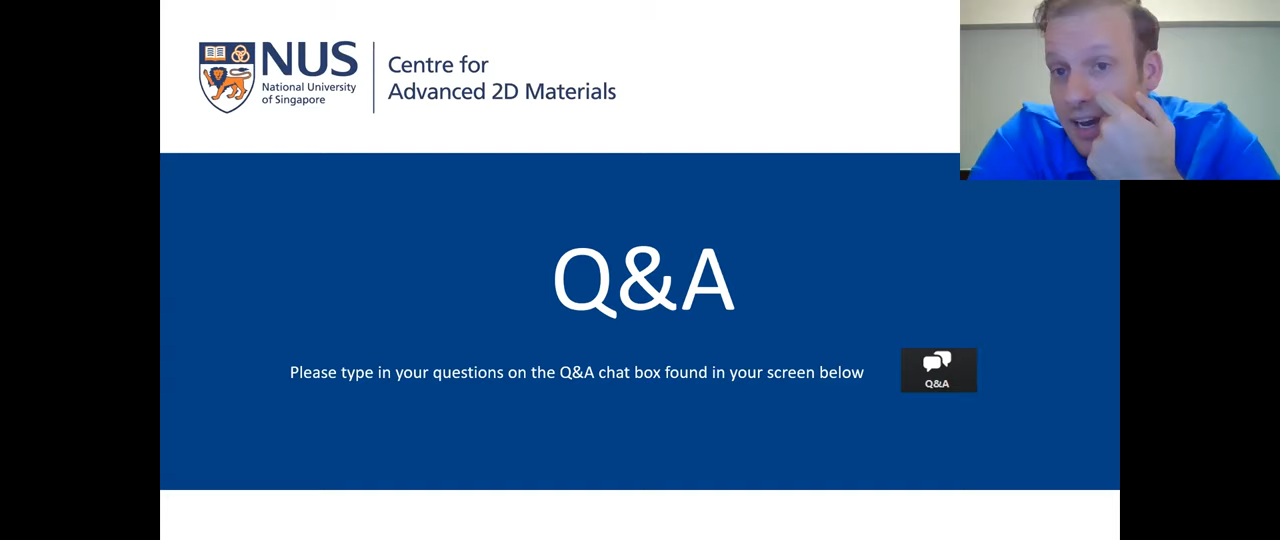 NUS
National University
of Singapore
Centre for
Advanced 2D Materials
Q&A
Please type in your questions on the Q&A chat box found in your screen below
Q&A